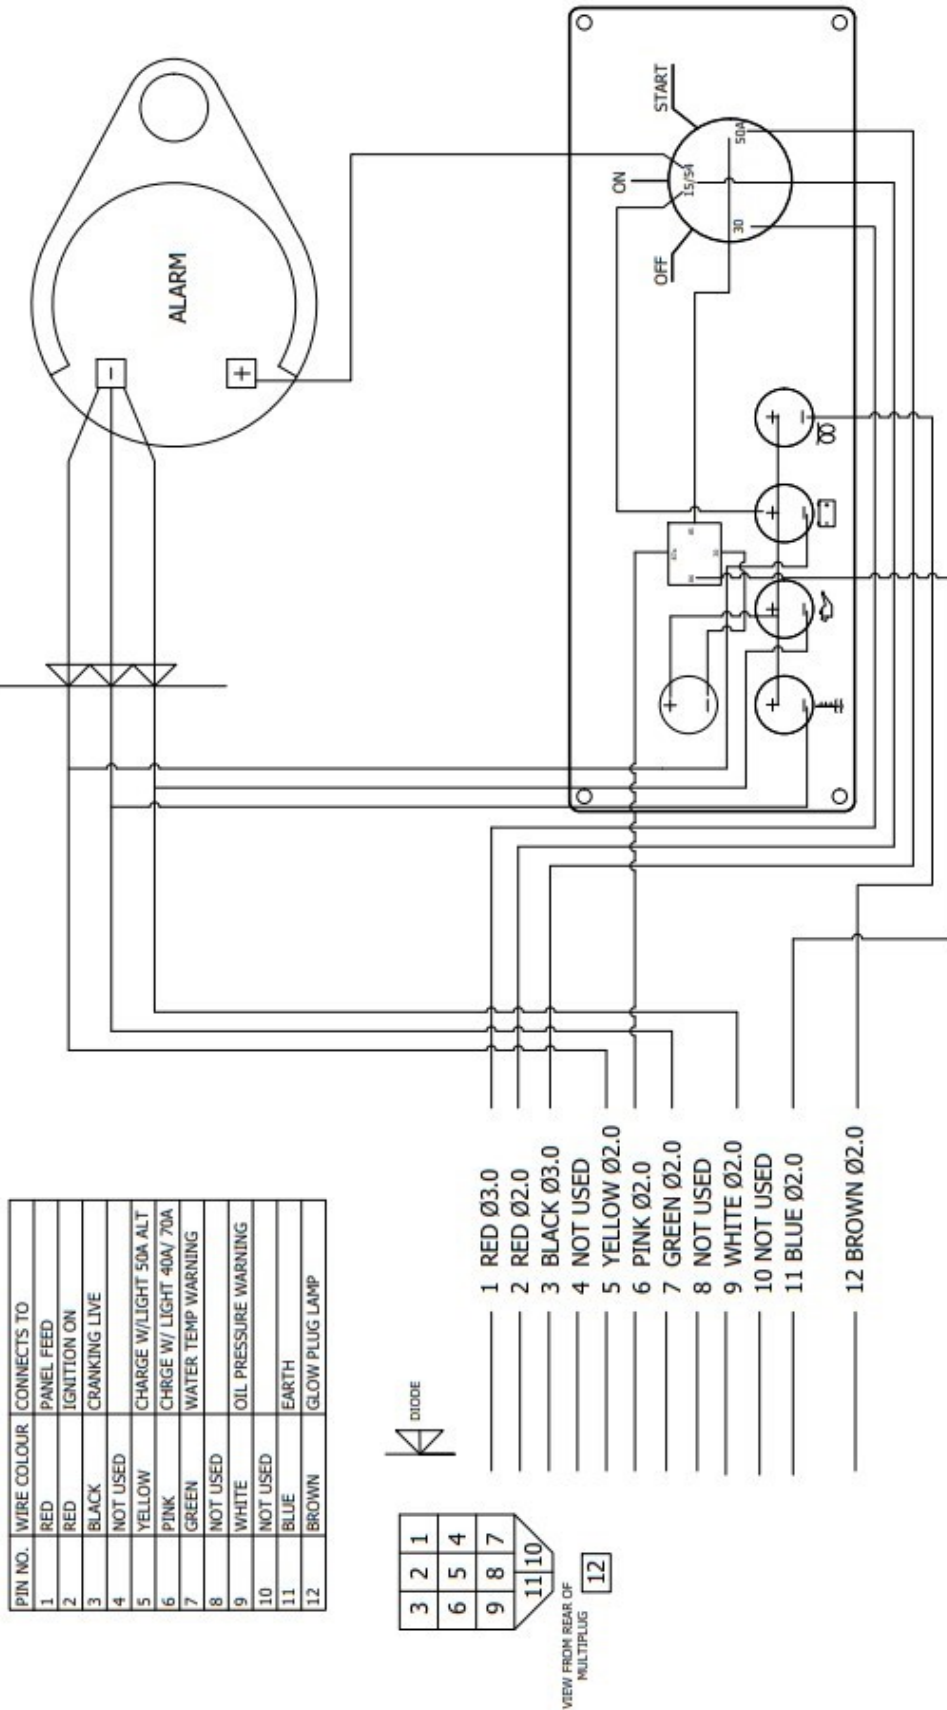 PIN NO. WIRE COLOUR CONNECTS TO
1 RED PANEL FEED
2 RED IGNITION ON
3 BLACK CRANKING LIVE
4 NOT USED
5 YELLOW CHARGE W/LIGHT 50A ALT
6 PINK CHRGE W/ LIGHT 40A/ 70A
7 GREEN WATER TEMP WARNING
8 NOT USED
9 WHITE OIL PRESSURE WARNING
10 NOT USED
11 BLUE EARTH
12 BROWN GLOW PLUG LAMP
ALARM
-
+
START
ON
OFF
50A
15/54
30
+ -
+ -
+ -
+ -
+ -
DIODE
3 2 1
6 5 4
9 8 7
11 10
12
VIEW FROM REAR OF
MULTIPLUG
1 RED Ø3.0
2 RED Ø2.0
3 BLACK Ø3.0
4 NOT USED
5 YELLOW Ø2.0
6 PINK Ø2.0
7 GREEN Ø2.0
8 NOT USED
9 WHITE Ø2.0
10 NOT USED
11 BLUE Ø2.0
12 BROWN Ø2.0